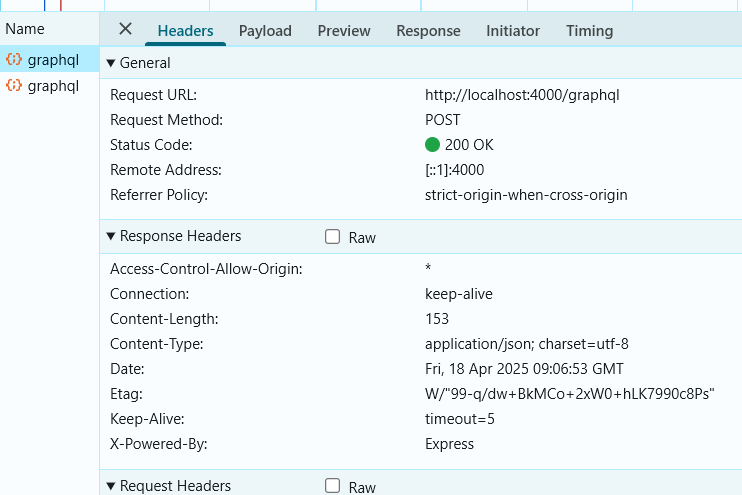 Name
Headers Payload Preview Response Initiator Timing
graphql
graphql
General
Request URL: http://localhost:4000/graphql
Request Method: POST
Status Code: 200 OK
Remote Address: [::1]:4000
Referrer Policy: strict-origin-when-cross-origin
Response Headers Raw
Access-Control-Allow-Origin: *
Connection: keep-alive
Content-Length: 153
Content-Type: application/json; charset=utf-8
Date: Fri, 18 Apr 2025 09:06:53 GMT
Etag: W/"99-q/dw+BkMCo+2xW0+hLK7990c8Ps"
Keep-Alive: timeout=5
X-Powered-By: Express
Request Headers Raw